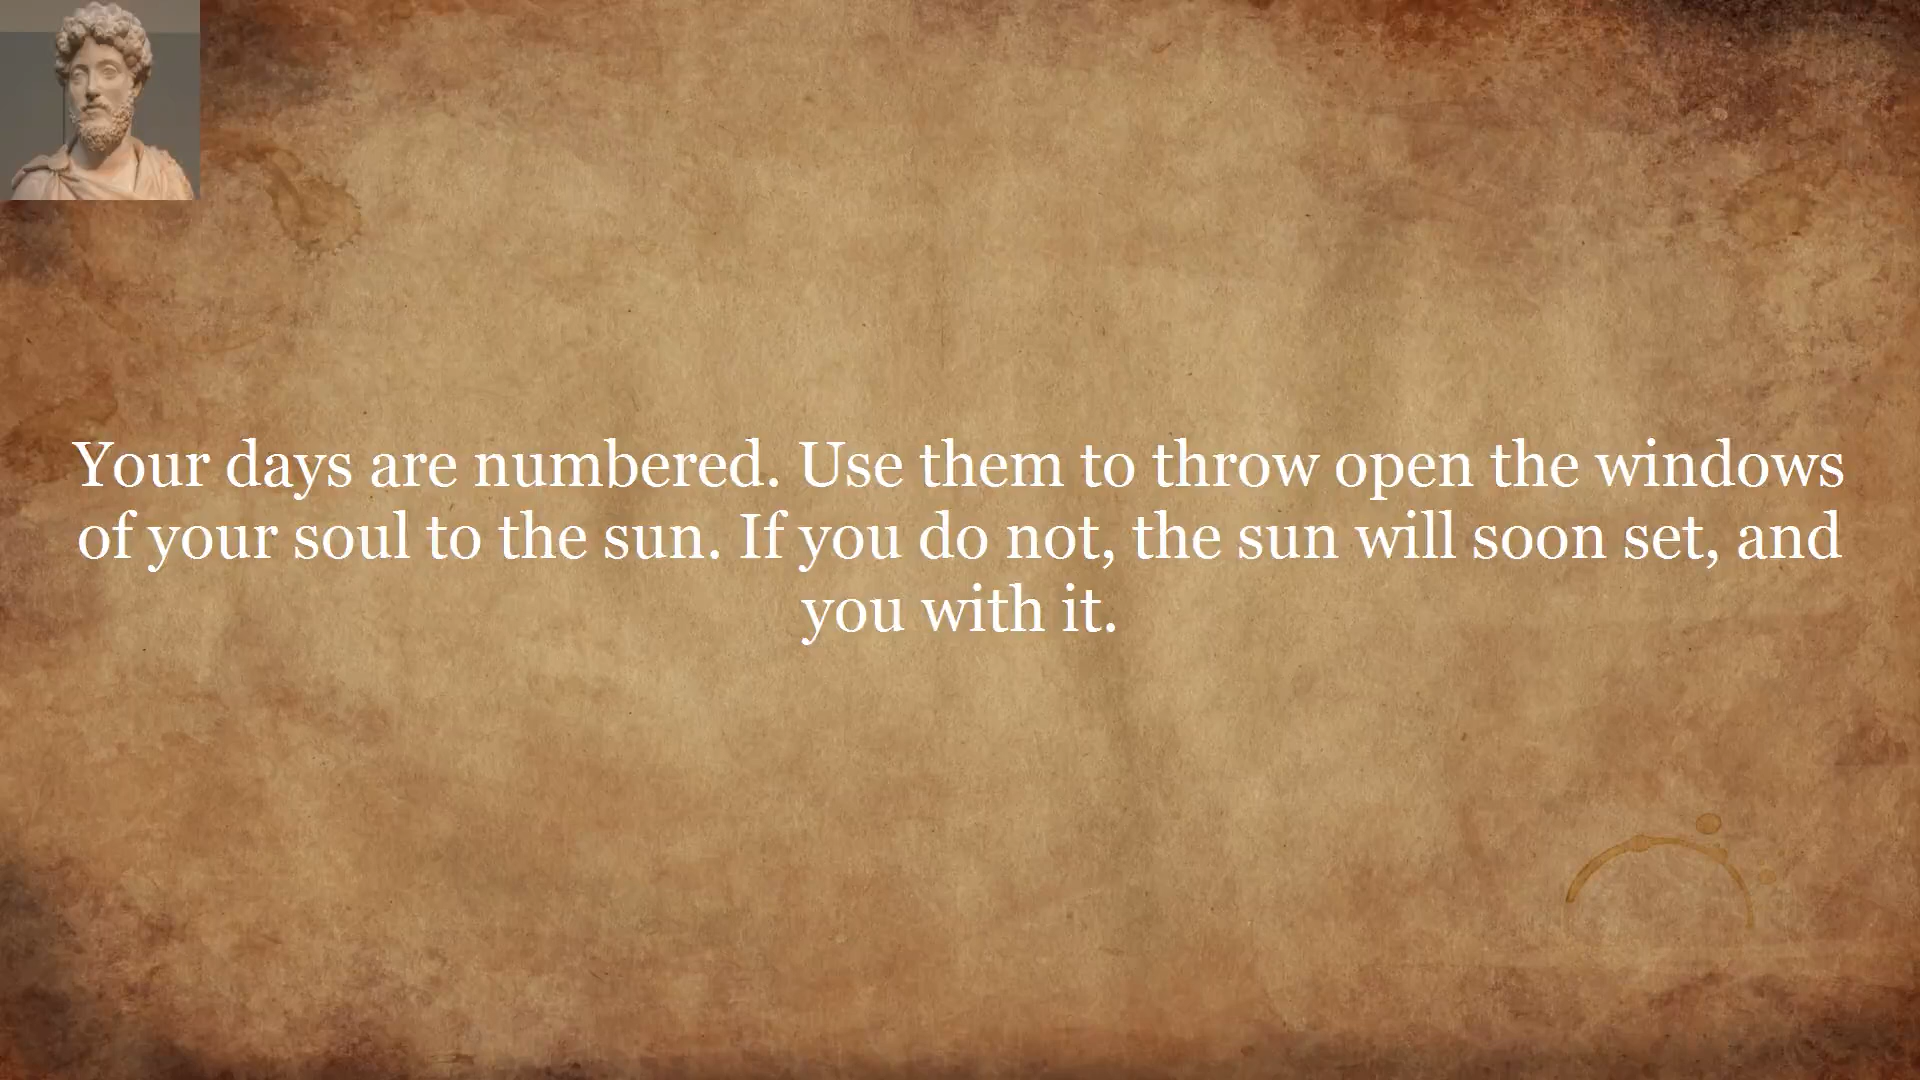 Your days are numbered. Use them to throw open the windows
of your soul to the sun. If you do not, the sun will soon set, and
you with it.